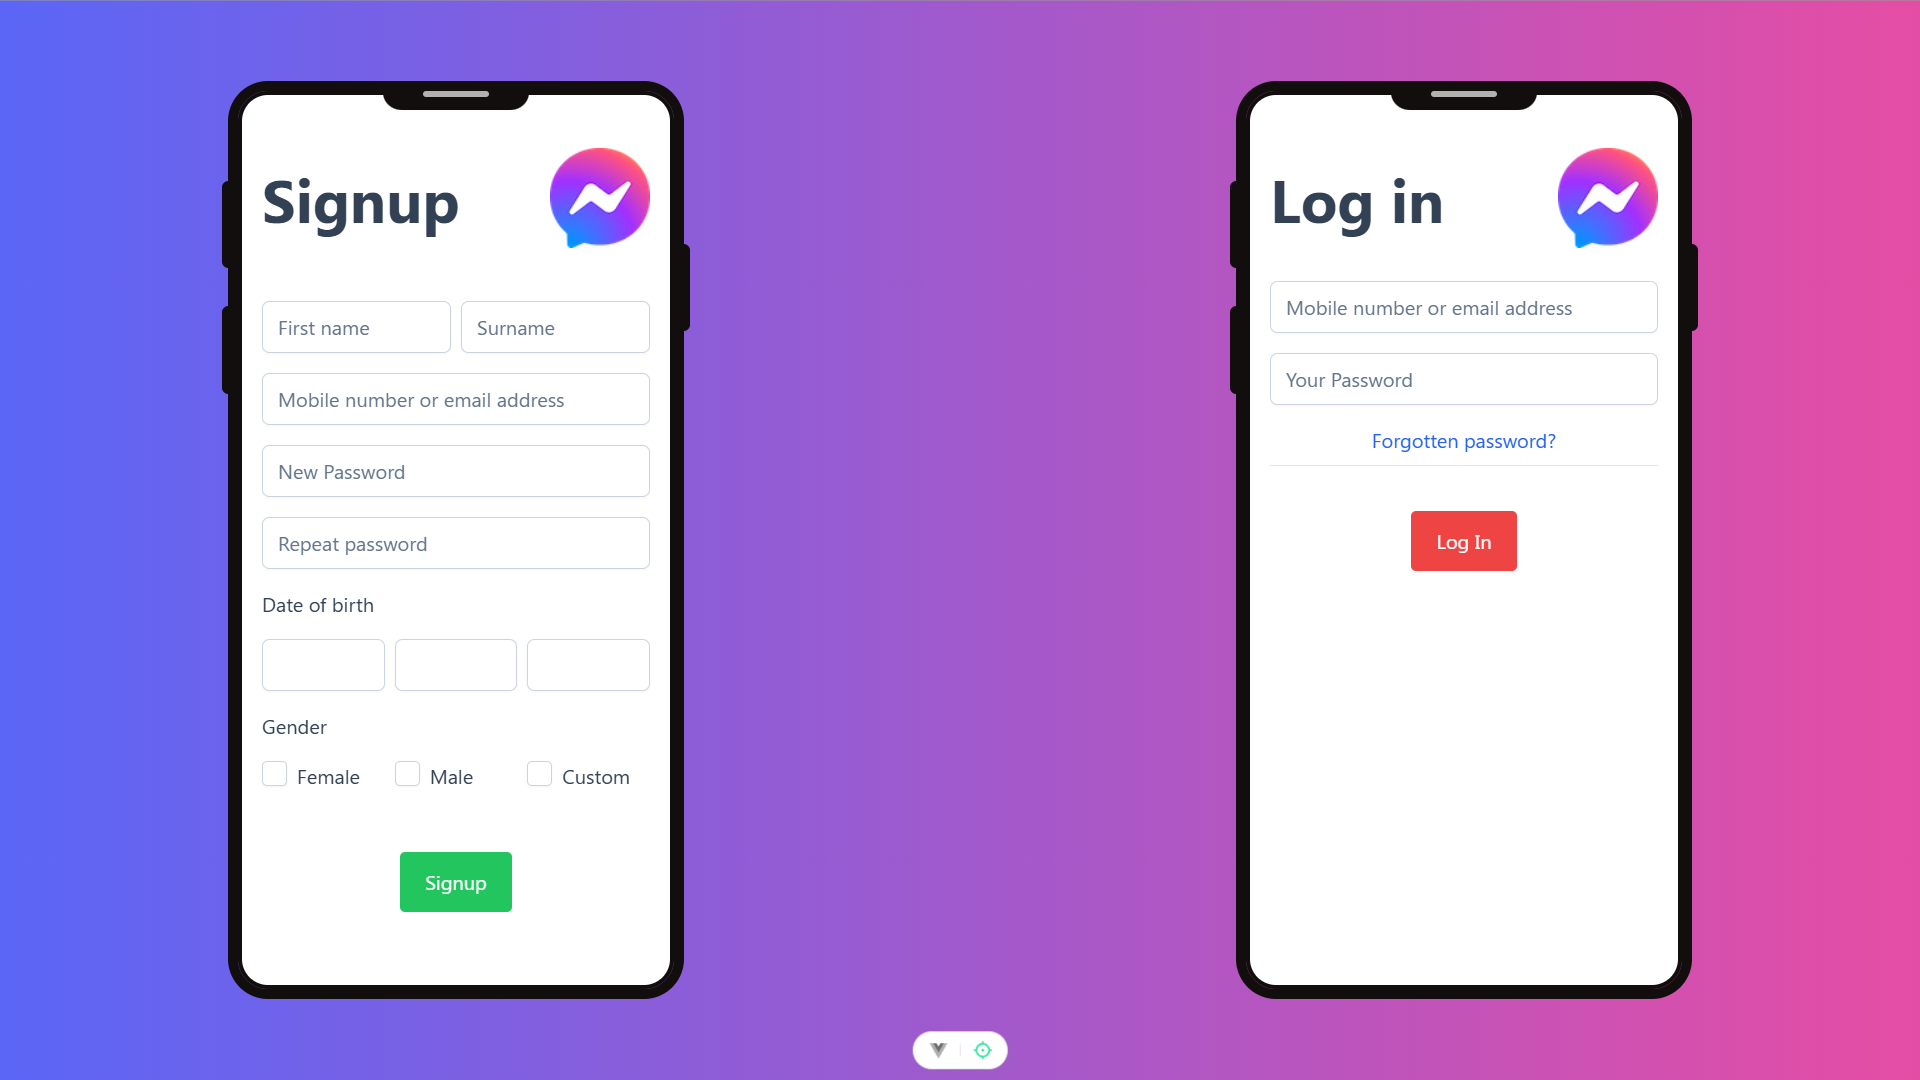 Signup
First name
Surname
Mobile number or email address
New Password
Repeat password
Date of birth
Gender
Female
Male
Custom
Signup
Log in
Mobile number or email address
Your Password
Forgotten password?
Log In